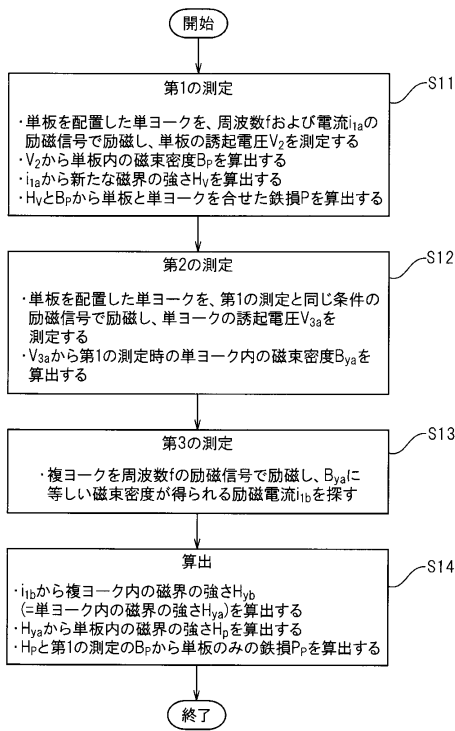 開始
第1の測定
S11
・単板を配置した単ヨークを、周波数fおよび電流i1aの
励磁信号で励磁し、単板の誘起電圧V2を測定する
・V2から単板内の磁束密度BPを算出する
・i1aから新たな磁界の強さHVを算出する
・HVとBPから単板と単ヨークを合せた鉄損Pを算出する
第2の測定
S12
・単板を配置した単ヨークを、第1の測定と同じ条件の
励磁信号で励磁し、単ヨークの誘起電圧V3aを
測定する
・V3aから第1の測定時の単ヨーク内の磁束密度Byaを
算出する
第3の測定
S13
・複ヨークを周波数fの励磁信号で励磁し、Byaに
等しい磁束密度が得られる励磁電流i1bを探す
算出
S14
・i1bから複ヨーク内の磁界の強さHyb
(=単ヨーク内の磁界の強さHya)を算出する
・Hyaから単板内の磁界の強さHpを算出する
・HPと第1の測定のBPから単板のみの鉄損PPを算出する
終了